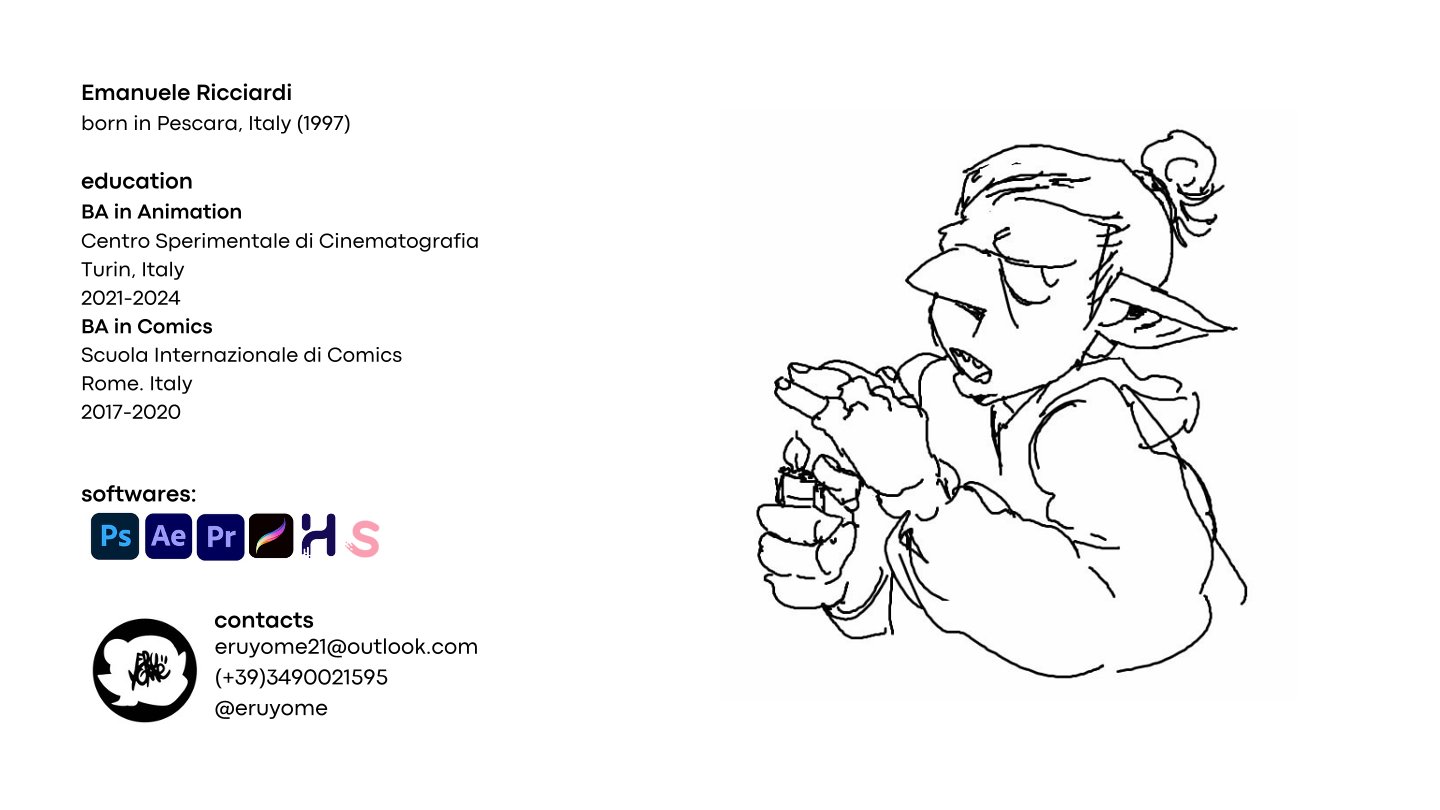 Emanuele Ricciardi
born in Pescara, Italy (1997)
education
BA in Animation
Centro Sperimentale di Cinematografia
Turin, Italy
2021-2024
BA in Comics
Scuola Internazionale di Comics
Rome. Italy
2017-2020
softwares:
Ps Ae Pr H S
contacts
eruyome21@outlook.com
(+39)3490021595
@eruyome